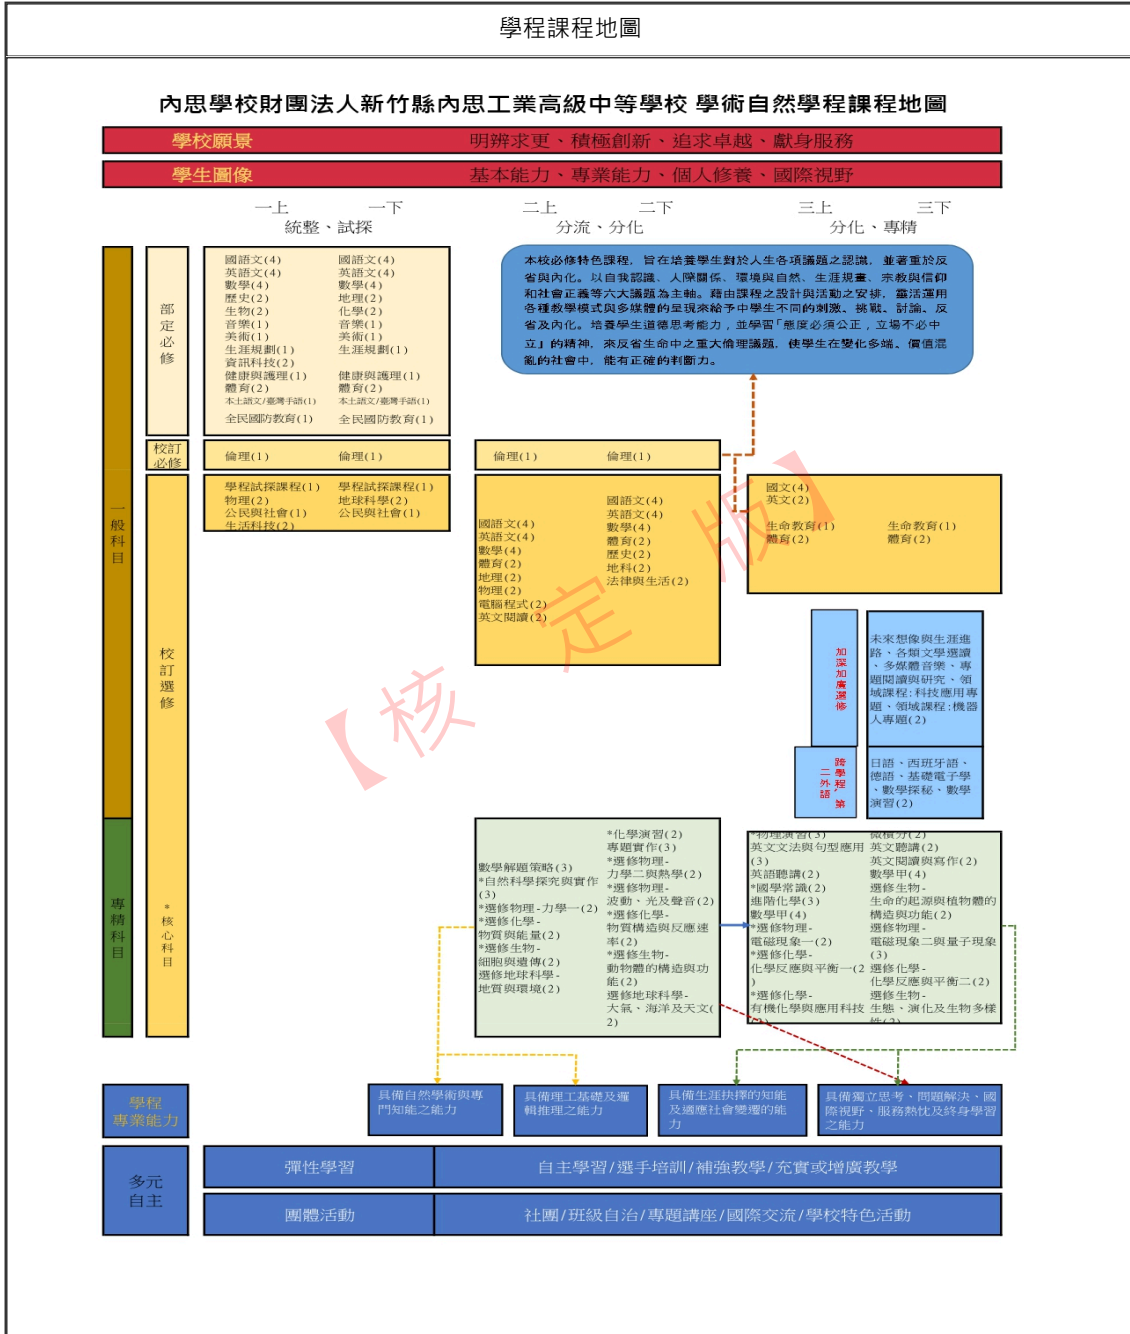 學程課程地圖
內思學校財團法人新竹縣內思工業高級中等學校 學術自然學程課程地圖
學校願景 明辨求更、積極創新、追求卓越、獻身服務
學生圖像 基本能力、專業能力、個人修養、國際視野
一上 一下 二上 二下 三上 三下
統整、試探 分流、分化 分化、專精
一般科目
部定必修
國語文(4) 國語文(4)
英語文(4) 英語文(4)
數學(4) 數學(4)
歷史(2) 地理(2)
生物(2) 化學(2)
音樂(1) 音樂(1)
美術(1) 美術(1)
生涯規劃(1) 生涯規劃(1)
資訊科技(2)
健康與護理(1) 健康與護理(1)
體育(2) 體育(2)
本土語文/臺灣手語(1) 本土語文/臺灣手語(1)
全民國防教育(1) 全民國防教育(1)
本校必修特色課程，旨在培養學生對於人生各項議題之認識，並著重於反
省與內化。以自我認識、人際關係、環境與自然、生涯規畫、宗教與信仰
和社會正義等六大議題為主軸。藉由課程之設計與活動之安排，靈活運用
各種教學模式與多媒體的呈現來給予中學生不同的刺激、挑戰、討論、反
省及內化。培養學生道德思考能力，並學習「態度必須公正，立場不必中
立」的精神，來反省生命中之重大倫理議題，使學生在變化多端、價值混
亂的社會中，能有正確的判斷力。
校訂
必修
倫理(1) 倫理(1) 倫理(1) 倫理(1)
校訂選修
學程試探課程(1) 學程試探課程(1)
物理(2) 地球科學(2)
公民與社會(1) 公民與社會(1)
生活科技(2)
國語文(4)
英語文(4)
數學(4)
體育(2)
地理(2)
物理(2)
電腦程式(2)
英文閱讀(2)
國語文(4)
英語文(4)
數學(4)
體育(2)
歷史(2)
地科(2)
法律與生活(2)
國文(4)
英文(2)
生命教育(1) 生命教育(1)
體育(2) 體育(2)
【核定版】
加深加廣選修
未來想像與生涯進
路、各類文學選讀
、多媒體音樂、專
題閱讀與研究、領
域課程:科技應用專
題、領域課程:機器
人專題(2)
跨學程,第
二外語
日語、西班牙語、
德語、基礎電子學
、數學探秘、數學
演習(2)
專精科目
*核心科目
數學解題策略(3)
*自然科學探究與實作
(3)
*選修物理-力學一(2)
*選修化學-
物質與能量(2)
*選修生物-
細胞與遺傳(2)
選修地球科學-
地質與環境(2)
*化學演習(2)
專題實作(3)
*選修物理-
力學二與熱學(2)
*選修物理-
波動、光及聲音(2)
*選修化學-
物質構造與反應速
率(2)
*選修生物-
動物體的構造與功
能(2)
選修地球科學-
大氣、海洋及天文(
2)
*物理演習(3)
英文文法與句型應用
(3)
英語聽講(2)
*國學常識(2)
進階化學(3)
數學甲(4)
*選修物理-
電磁現象一(2)
*選修化學-
化學反應與平衡一(2
)
*選修化學-
有機化學與應用科技
微積分(2)
英文聽講(2)
英文閱讀與寫作(2)
數學甲(4)
選修生物-
生命的起源與植物體的
構造與功能(2)
選修物理-
電磁現象二與量子現象
(3)
選修化學-
化學反應與平衡二(2)
選修生物-
生態、演化及生物多樣
性(2)
學程
專業能力
具備自然學術與專
門知能之能力
具備理工基礎及邏
輯推理之能力
具備生涯抉擇的知能
及適應社會變遷的能
力
具備獨立思考、問題解決、國
際視野、服務熱忱及終身學習
之能力
多元
自主
彈性學習 自主學習/選手培訓/補強教學/充實或增廣教學
團體活動 社團/班級自治/專題講座/國際交流/學校特色活動